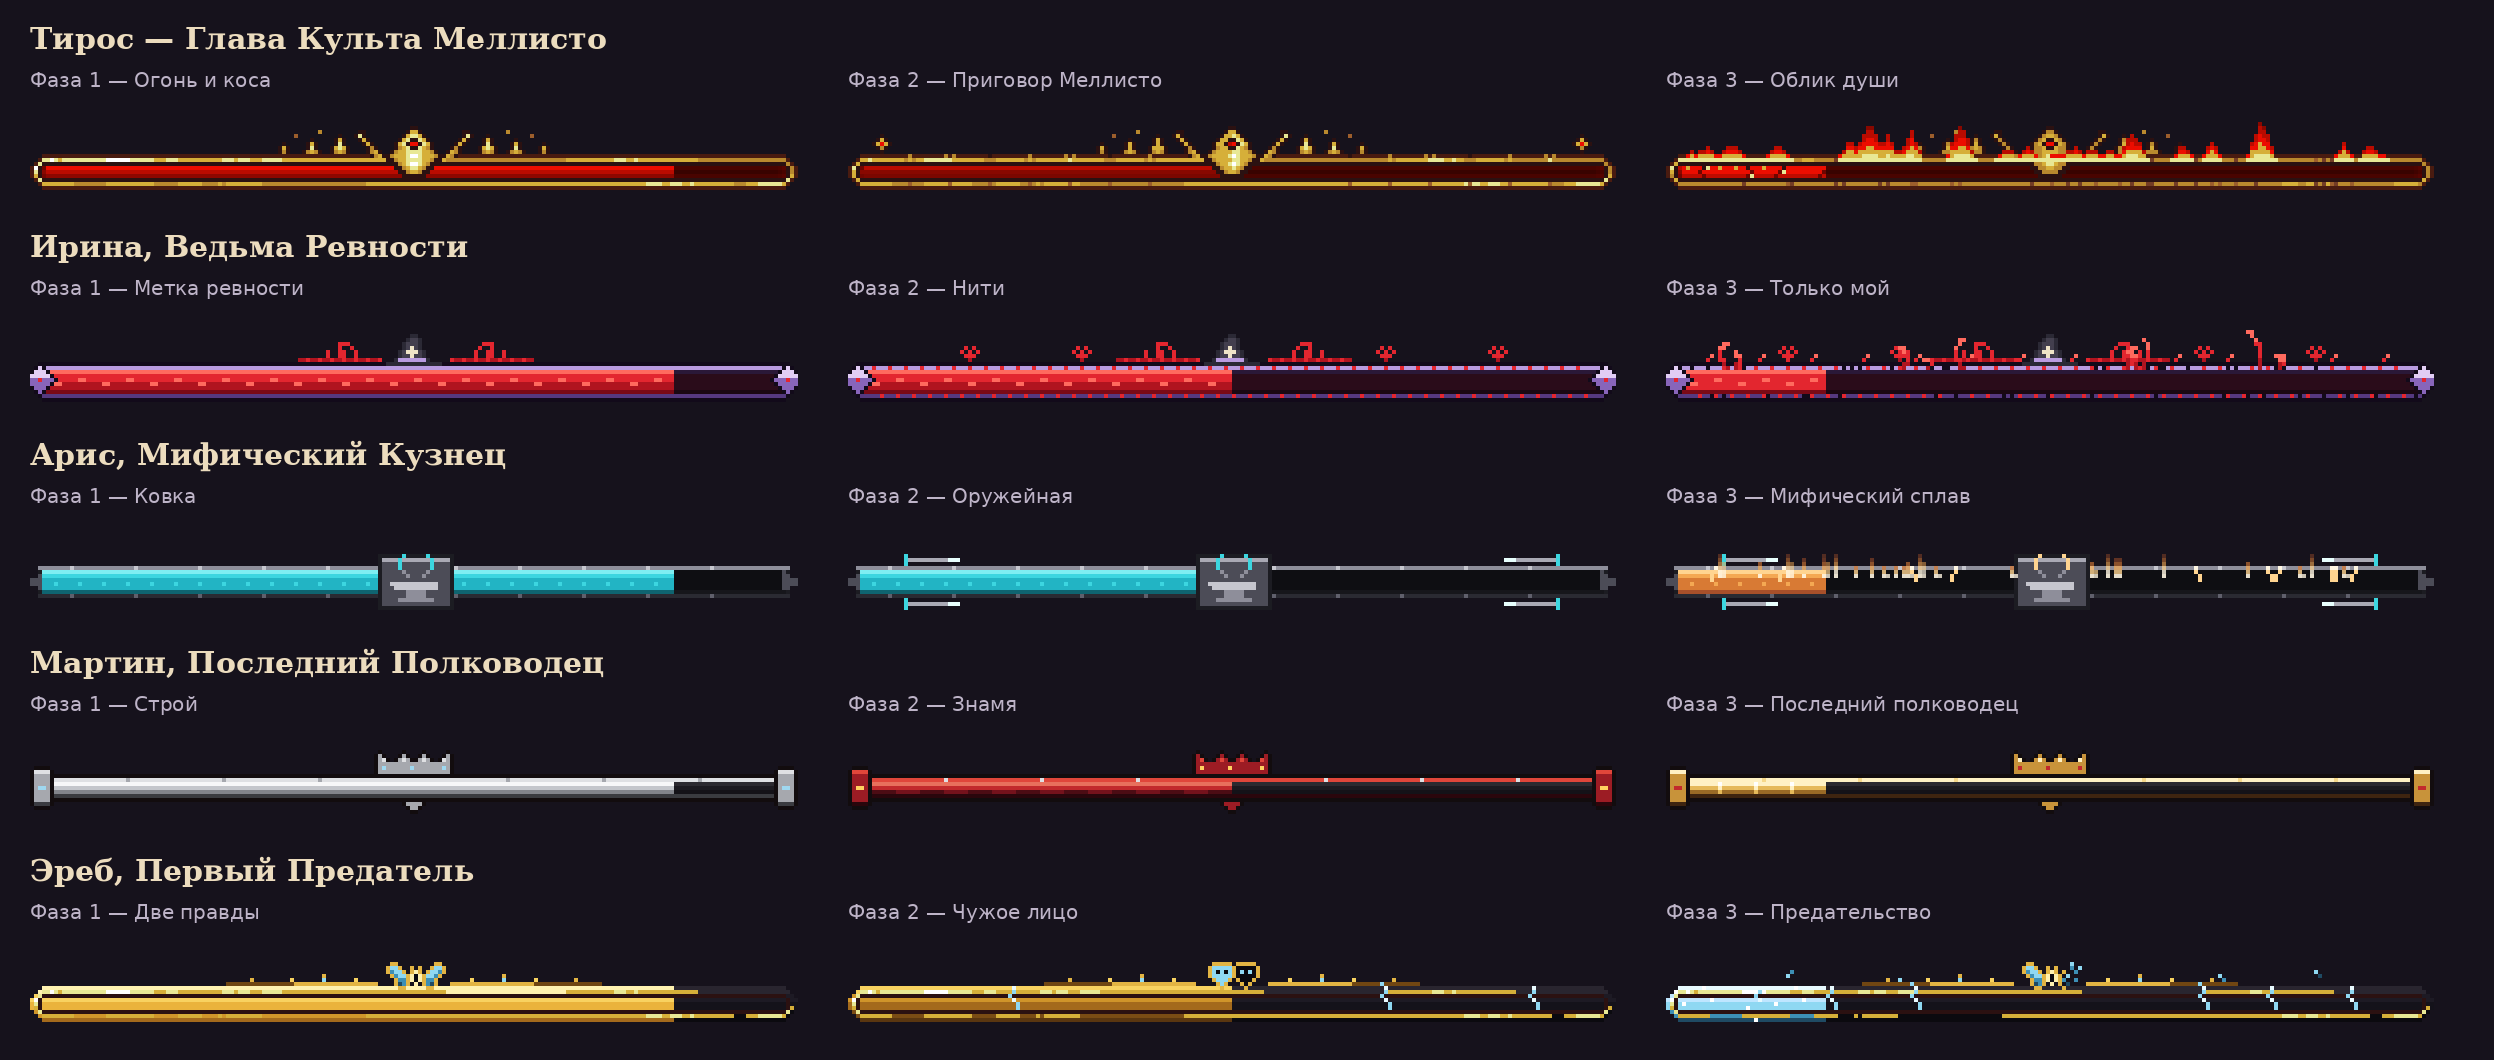 Тирос — Глава Культа Меллисто
Фаза 1 — Огонь и коса
Фаза 2 — Приговор Меллисто
Фаза 3 — Облик души
Ирина, Ведьма Ревности
Фаза 1 — Метка ревности
Фаза 2 — Нити
Фаза 3 — Только мой
Арис, Мифический Кузнец
Фаза 1 — Ковка
Фаза 2 — Оружейная
Фаза 3 — Мифический сплав
Мартин, Последний Полководец
Фаза 1 — Строй
Фаза 2 — Знамя
Фаза 3 — Последний полководец
Эреб, Первый Предатель
Фаза 1 — Две правды
Фаза 2 — Чужое лицо
Фаза 3 — Предательство